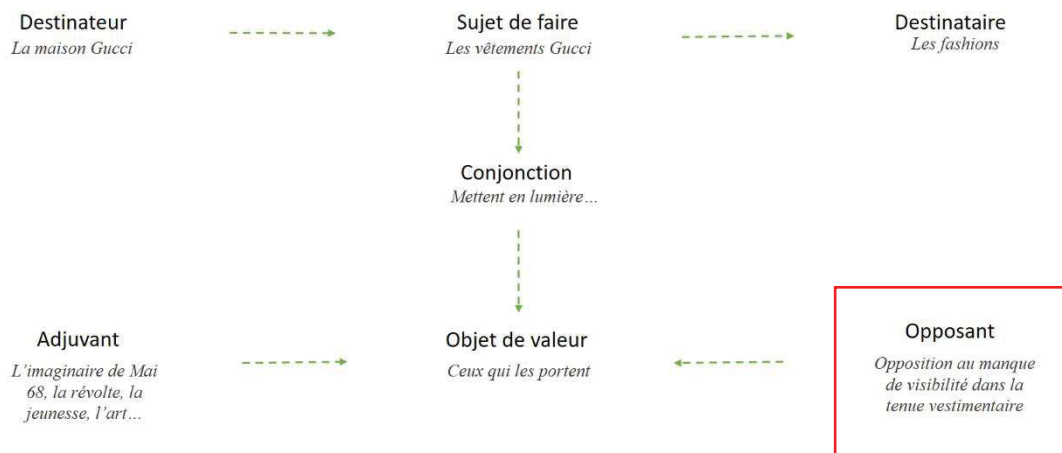 Destinateur
La maison Gucci
Sujet de faire
Les vêtements Gucci
Destinataire
Les fashions
Conjonction
Mettent en lumière…
Adjuvant
L'imaginaire de Mai
68, la révolte, la
jeunesse, l'art…
Objet de valeur
Ceux qui les portent
Opposant
Opposition au manque
de visibilité dans la
tenue vestimentaire